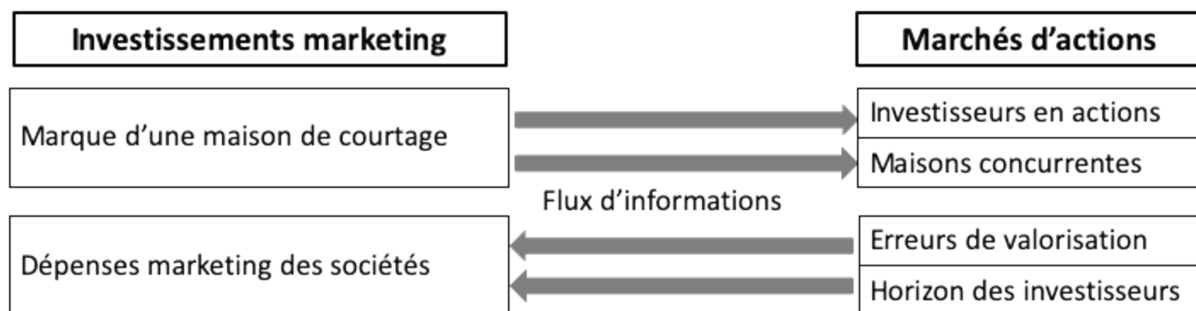 Investissements marketing
Marchés d'actions
Marque d'une maison de courtage
Investisseurs en actions
Maisons concurrentes
Flux d'informations
Dépenses marketing des sociétés
Erreurs de valorisation
Horizon des investisseurs